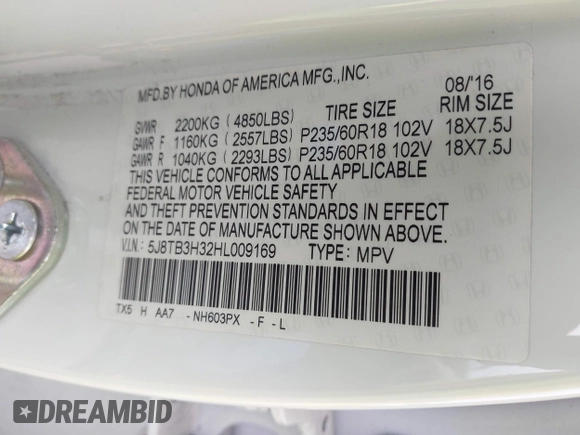 MFD.BY HONDA OF AMERICA MFG.,INC. 08/'16
GVWR 2200KG (4850LBS) TIRE SIZE RIM SIZE
GAWR F 1160KG (2557LBS) P235/60R18 102V 18X7.5J
GAWR R 1040KG (2293LBS) P235/60R18 102V 18X7.5J
THIS VEHICLE CONFORMS TO ALL APPLICABLE
FEDERAL MOTOR VEHICLE SAFETY
AND THEFT PREVENTION STANDARDS IN EFFECT
ON THE DATE OF MANUFACTURE SHOWN ABOVE.
V.I.N.: 5J8TB3H32HL009169 TYPE: MPV
TX5 H AA7 -NH603PX -F -L
DREAMBID